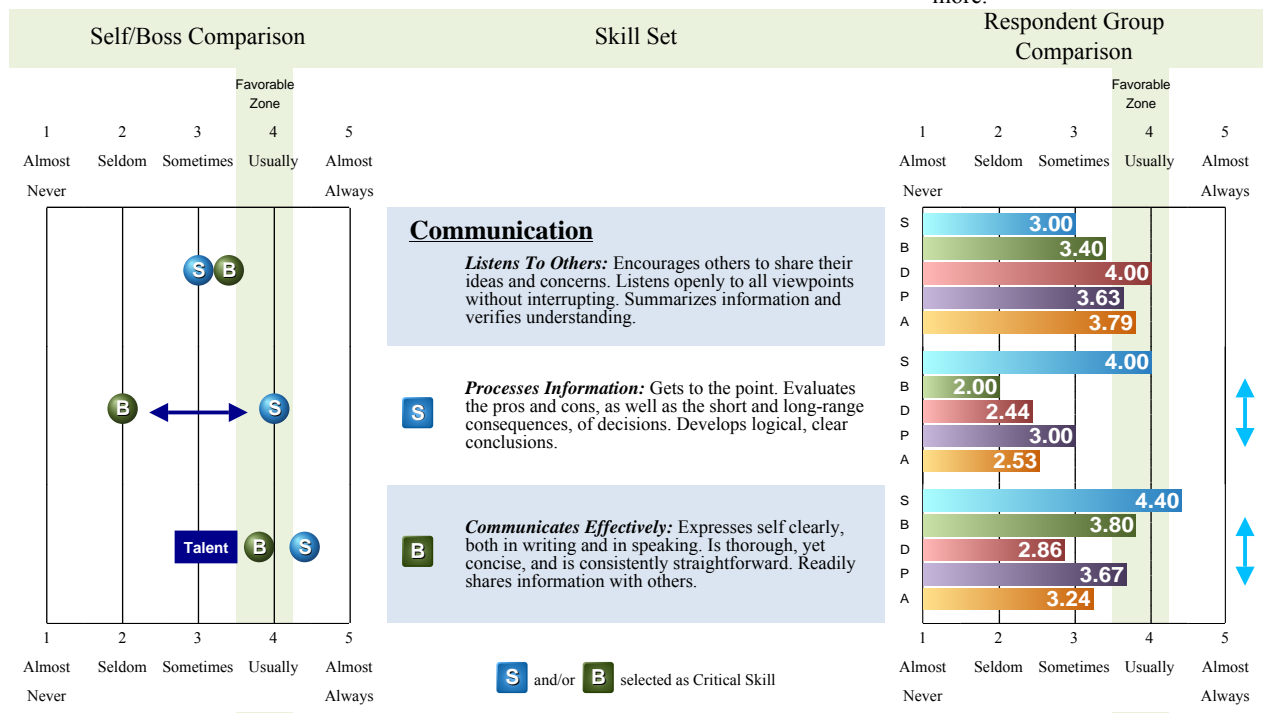 more.
Self/Boss Comparison
Skill Set
Respondent Group
Comparison
Favorable
Zone
1 2 3 4 5
Almost Seldom Sometimes Usually Almost
Never Always
Favorable
Zone
1 2 3 4 5
Almost Seldom Sometimes Usually Almost
Never Always
S B
Communication
Listens To Others: Encourages others to share their
ideas and concerns. Listens openly to all viewpoints
without interrupting. Summarizes information and
verifies understanding.
S 3.00
B 3.40
D 4.00
P 3.63
A 3.79
B S
S
Processes Information: Gets to the point. Evaluates
the pros and cons, as well as the short and long-range
consequences, of decisions. Develops logical, clear
conclusions.
S 4.00
B 2.00
D 2.44
P 3.00
A 2.53
Talent B S
B
Communicates Effectively: Expresses self clearly,
both in writing and in speaking. Is thorough, yet
concise, and is consistently straightforward. Readily
shares information with others.
S 4.40
B 3.80
D 2.86
P 3.67
A 3.24
1 2 3 4 5
Almost Seldom Sometimes Usually Almost
Never Always
S and/or B selected as Critical Skill
1 2 3 4 5
Almost Seldom Sometimes Usually Almost
Never Always